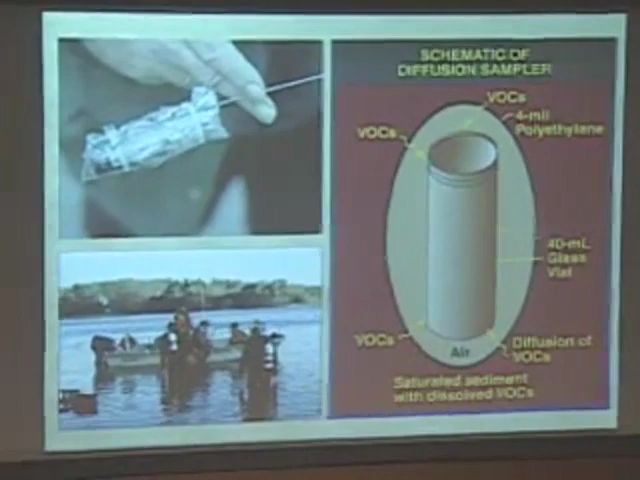 SCHEMATIC OF
DIFFUSION SAMPLER
VOCs
4-mil
Polyethylene
VOCs
40-mL
Glass
Vial
VOCs
Diffusion of
VOCs
Air
Saturated sediment
with dissolved VOCs